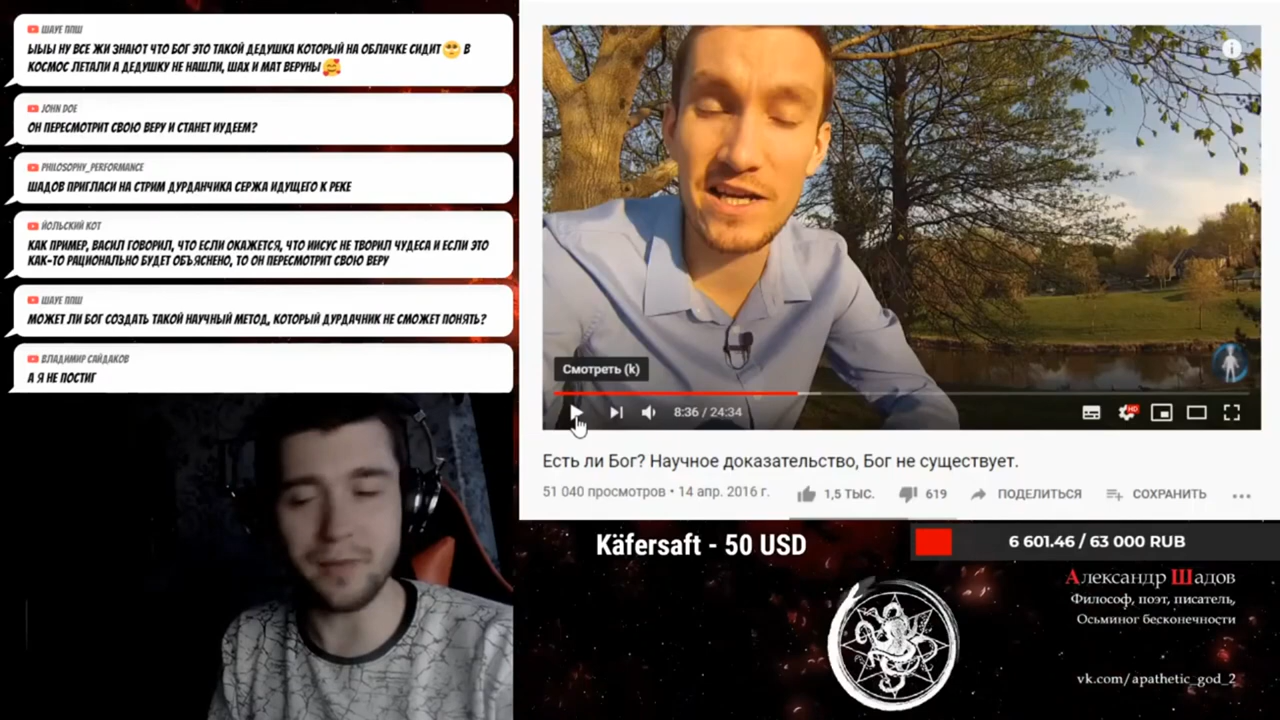 ШАУЕ ППШ
ЫЫЫ НУ ВСЕ ЖИ ЗНАЮТ ЧТО БОГ ЭТО ТАКОЙ ДЕДУШКА КОТОРЫЙ НА ОБЛАЧКЕ СИДИТ 🥺 В
КОСМОС ЛЕТАЛИ А ДЕДУШКУ НЕ НАШЛИ, ШАХ И МАТ ВЕРУНЫ 🥰
JOHN DOE
ОН ПЕРЕСМОТРИТ СВОЮ ВЕРУ И СТАНЕТ ИУДЕЕМ?
PHILOSOPHY_PERFORMANCE
ШАДОВ ПРИГЛАСИ НА СТРИМ ДУРДАНЧИКА СЕРЖА ИДУЩЕГО К РЕКЕ
ЙОЛЬСКИЙ КОТ
КАК ПРИМЕР, ВАСИЛ ГОВОРИЛ, ЧТО ЕСЛИ ОКАЖЕТСЯ, ЧТО ИИСУС НЕ ТВОРИЛ ЧУДЕСА И ЕСЛИ ЭТО
КАК-ТО РАЦИОНАЛЬНО БУДЕТ ОБЪЯСНЕНО, ТО ОН ПЕРЕСМОТРИТ СВОЮ ВЕРУ
ШАУЕ ППШ
МОЖЕТ ЛИ БОГ СОЗДАТЬ ТАКОЙ НАУЧНЫЙ МЕТОД, КОТОРЫЙ ДУРДАЧНИК НЕ СМОЖЕТ ПОНЯТЬ?
ВЛАДИМИР САЙДАКОВ
А Я НЕ ПОСТИГ
Смотреть (k)
8:36 / 24:34
HD
Есть ли Бог? Научное доказательство, Бог не существует.
51 040 просмотров • 14 апр. 2016 г.
1,5 ТЫС.
619
ПОДЕЛИТЬСЯ
СОХРАНИТЬ
Käfersaft - 50 USD
6 601.46 / 63 000 RUB
Александр Шадов
Философ, поэт, писатель,
Осьминог бесконечности
vk.com/apathetic_god_2